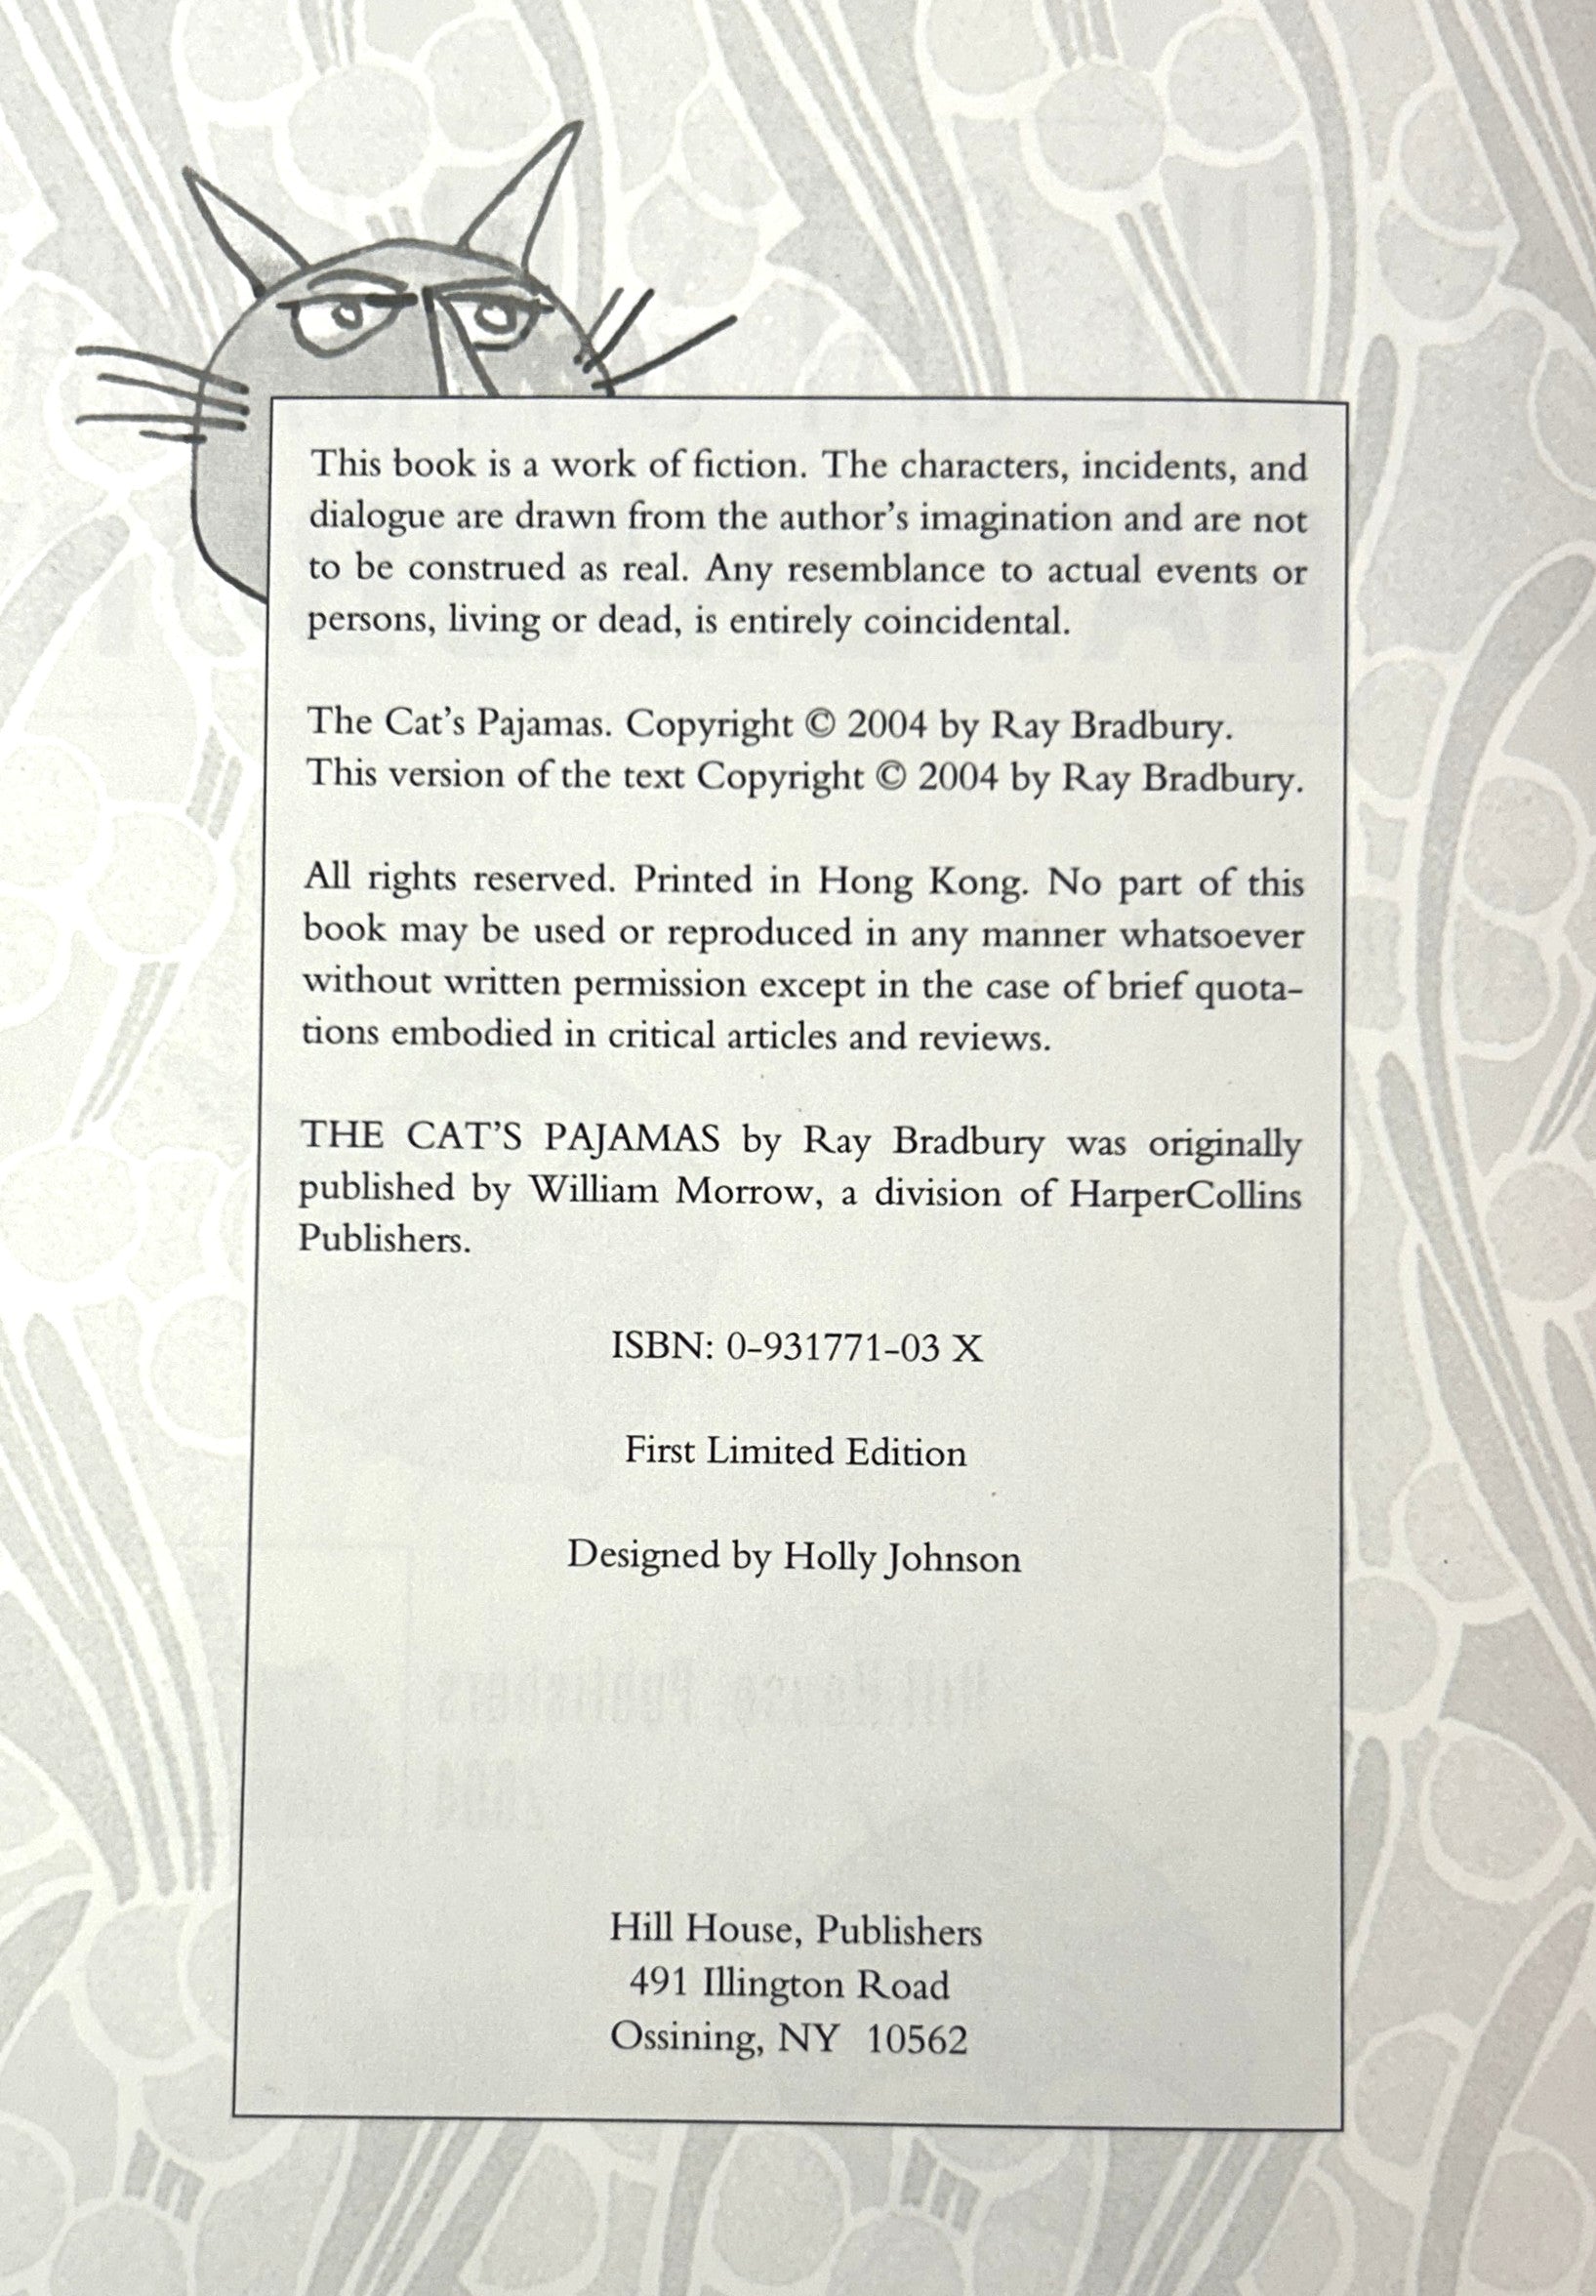 This book is a work of fiction. The characters, incidents, and
dialogue are drawn from the author's imagination and are not
to be construed as real. Any resemblance to actual events or
persons, living or dead, is entirely coincidental.
The Cat's Pajamas. Copyright © 2004 by Ray Bradbury.
This version of the text Copyright © 2004 by Ray Bradbury.
All rights reserved. Printed in Hong Kong. No part of this
book may be used or reproduced in any manner whatsoever
without written permission except in the case of brief quota-
tions embodied in critical articles and reviews.
THE CAT'S PAJAMAS by Ray Bradbury was originally
published by William Morrow, a division of HarperCollins
Publishers.
ISBN: 0-931771-03 X
First Limited Edition
Designed by Holly Johnson
Hill House, Publishers
491 Illington Road
Ossining, NY 10562